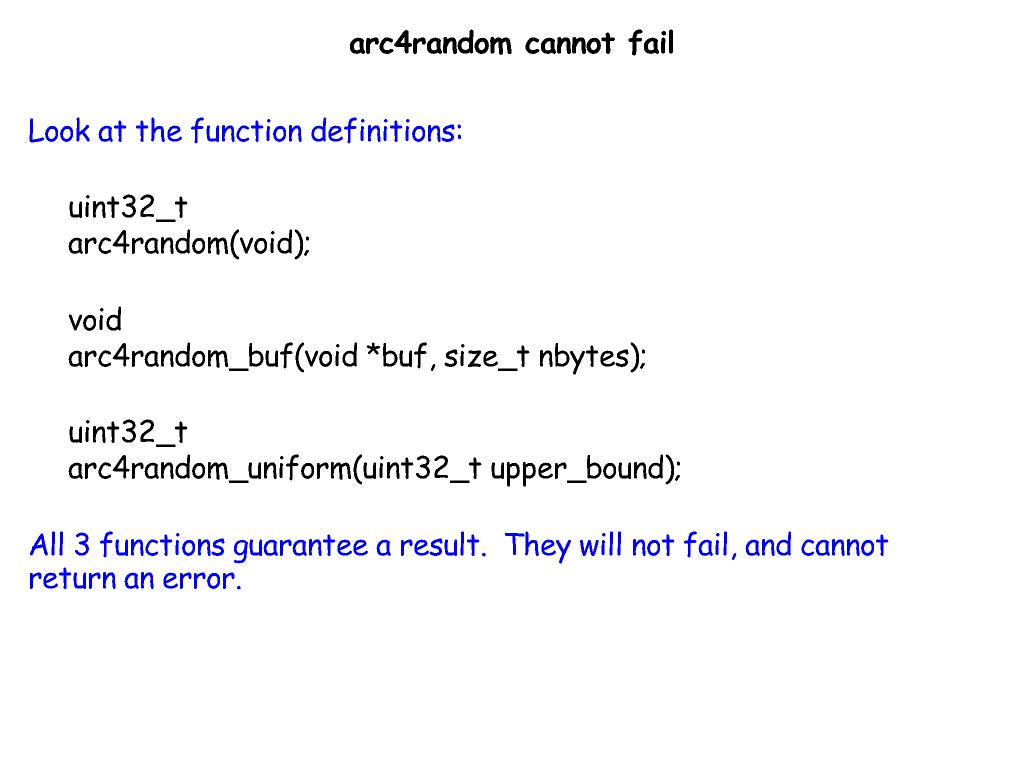 arc4random cannot fail
Look at the function definitions:
uint32_t
arc4random(void);
void
arc4random_buf(void *buf, size_t nbytes);
uint32_t
arc4random_uniform(uint32_t upper_bound);
All 3 functions guarantee a result.  They will not fail, and cannot
return an error.